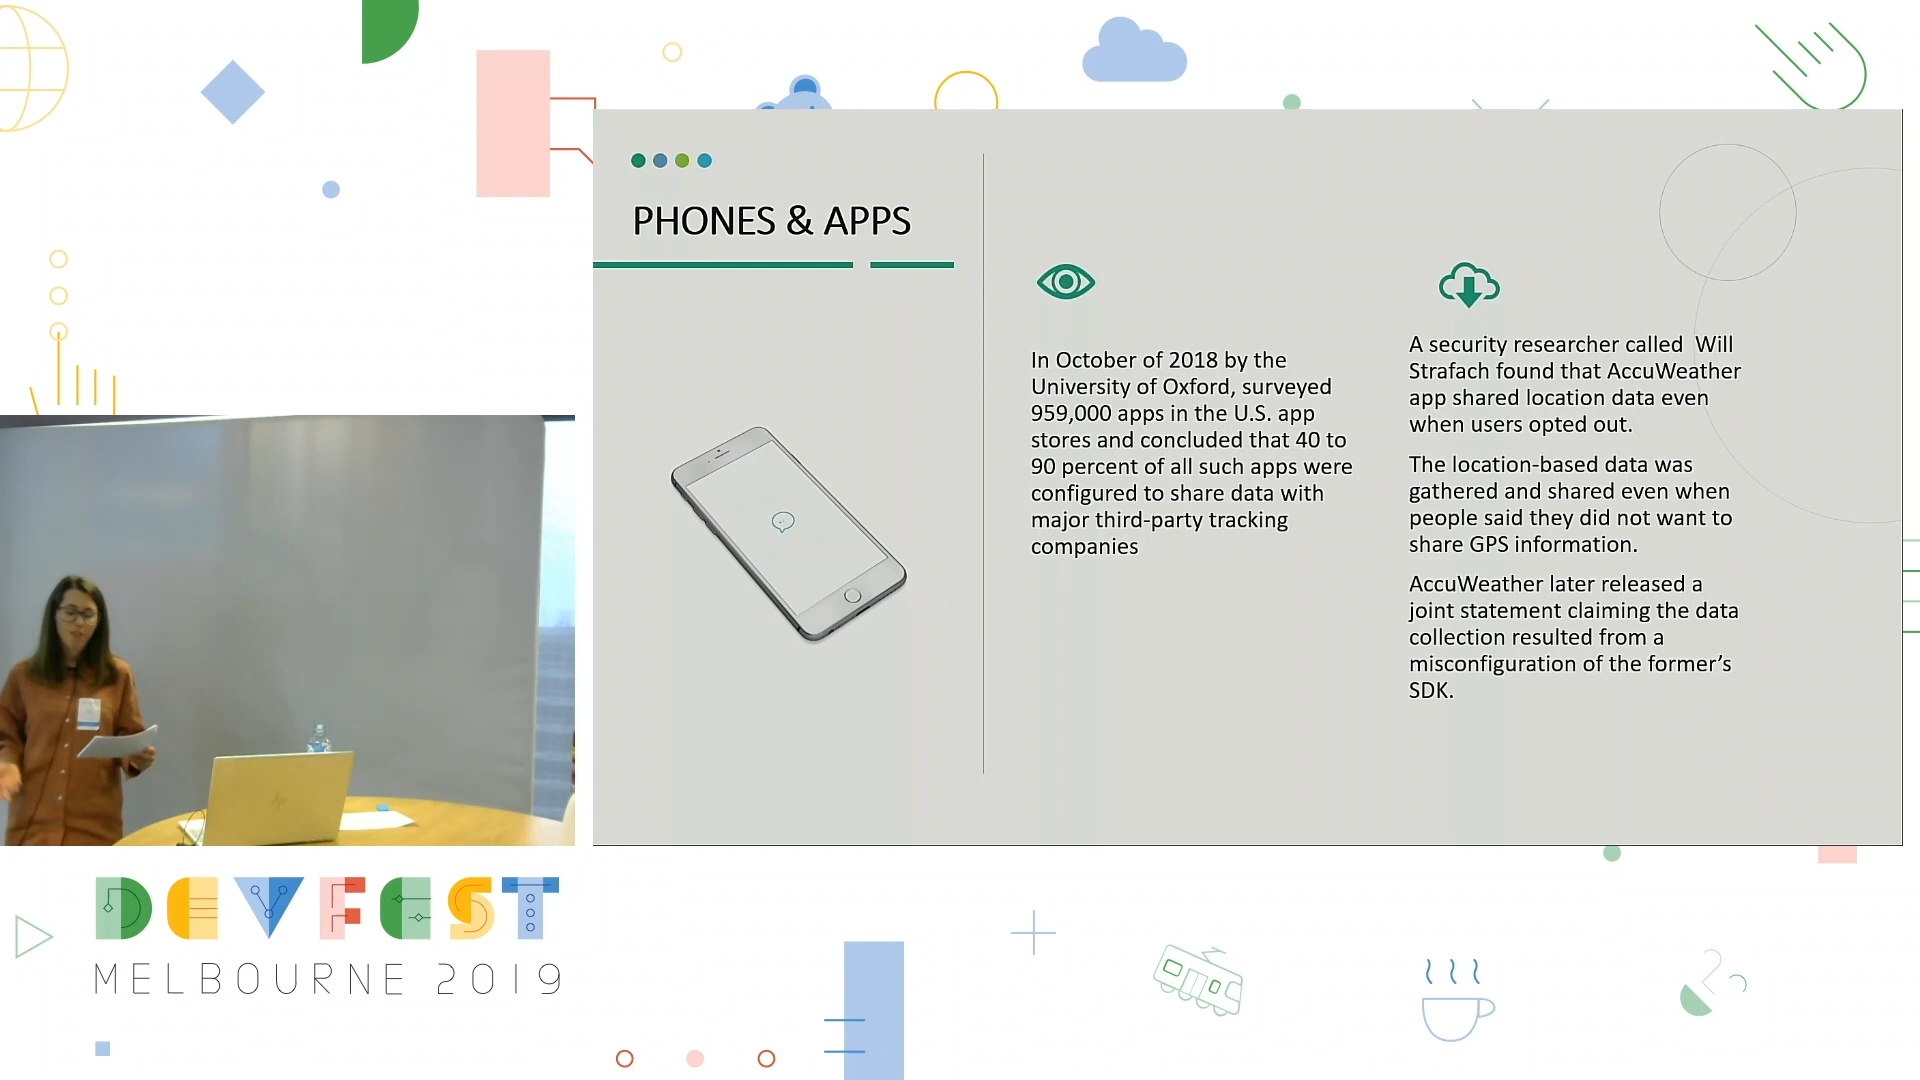 PHONES & APPS
In October of 2018 by the
University of Oxford, surveyed
959,000 apps in the U.S. app
stores and concluded that 40 to
90 percent of all such apps were
configured to share data with
major third-party tracking
companies
A security researcher called  Will
Strafach found that AccuWeather
app shared location data even
when users opted out.
The location-based data was
gathered and shared even when
people said they did not want to
share GPS information.
AccuWeather later released a
joint statement claiming the data
collection resulted from a
misconfiguration of the former’s
SDK.
DEVFEST
MELBOURNE 2019